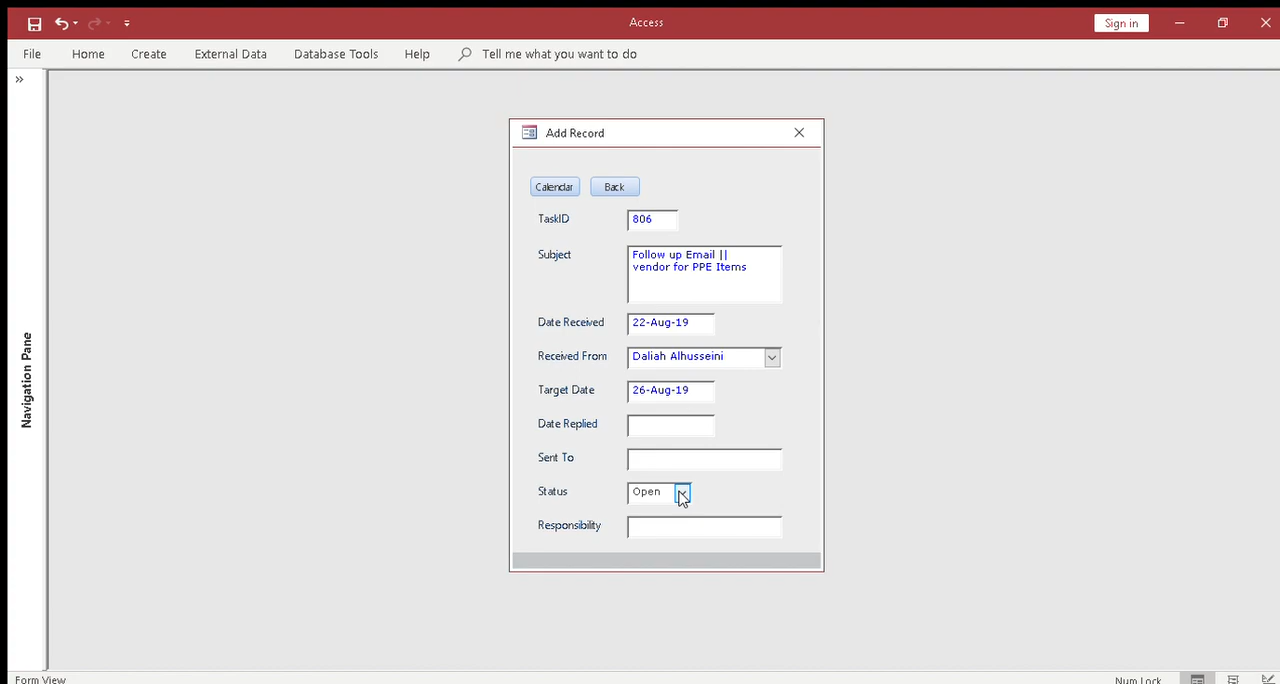 Access
Sign in
File Home Create External Data Database Tools Help Tell me what you want to do
»
Navigation Pane
Add Record
Calendar Back
TaskID 806
Subject Follow up Email ||
vendor for PPE Items
Date Received 22-Aug-19
Received From Daliah Alhusseini
Target Date 26-Aug-19
Date Replied
Sent To
Status Open
Responsibility
Form View Num Lock